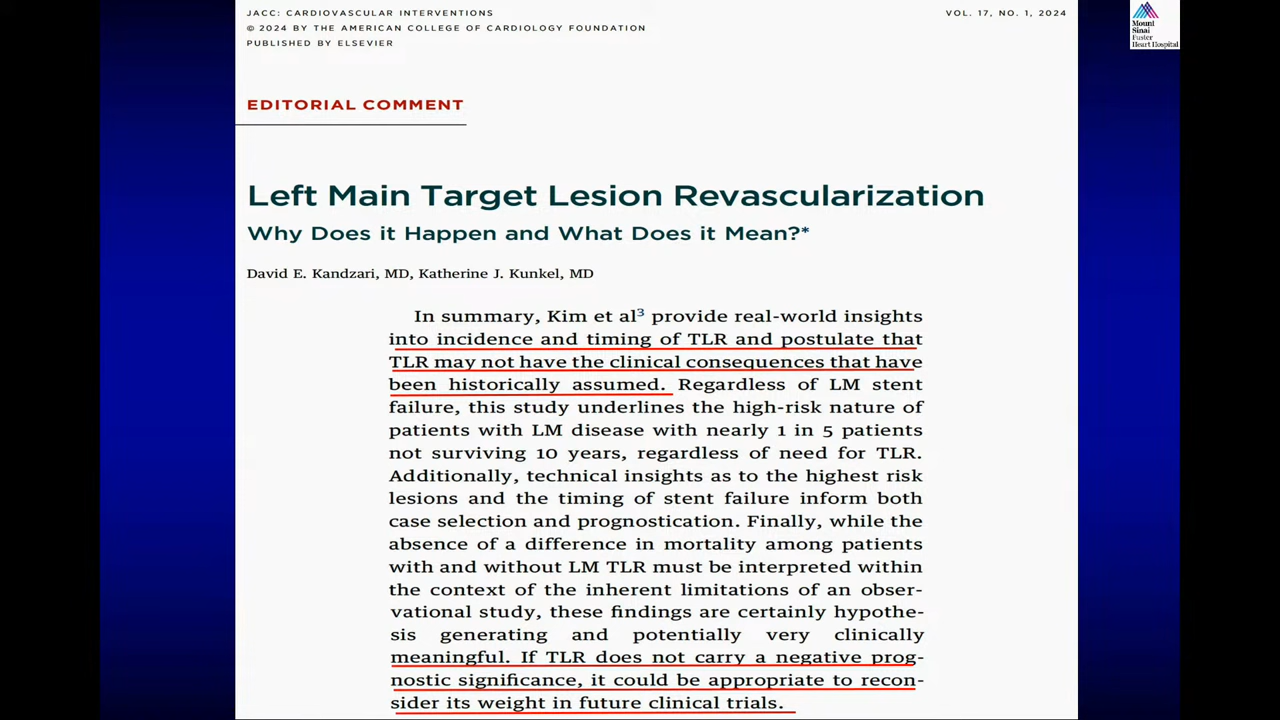 JACC: CARDIOVASCULAR INTERVENTIONS
VOL. 17, NO. 1, 2024
© 2024 BY THE AMERICAN COLLEGE OF CARDIOLOGY FOUNDATION
PUBLISHED BY ELSEVIER
Mount
Sinai
Fuster
Heart Hospital
EDITORIAL COMMENT
Left Main Target Lesion Revascularization
Why Does it Happen and What Does it Mean?*
David E. Kandzari, MD, Katherine J. Kunkel, MD
In summary, Kim et al³ provide real-world insights
into incidence and timing of TLR and postulate that
TLR may not have the clinical consequences that have
been historically assumed. Regardless of LM stent
failure, this study underlines the high-risk nature of
patients with LM disease with nearly 1 in 5 patients
not surviving 10 years, regardless of need for TLR.
Additionally, technical insights as to the highest risk
lesions and the timing of stent failure inform both
case selection and prognostication. Finally, while the
absence of a difference in mortality among patients
with and without LM TLR must be interpreted within
the context of the inherent limitations of an obser-
vational study, these findings are certainly hypothe-
sis generating and potentially very clinically
meaningful. If TLR does not carry a negative prog-
nostic significance, it could be appropriate to recon-
sider its weight in future clinical trials.